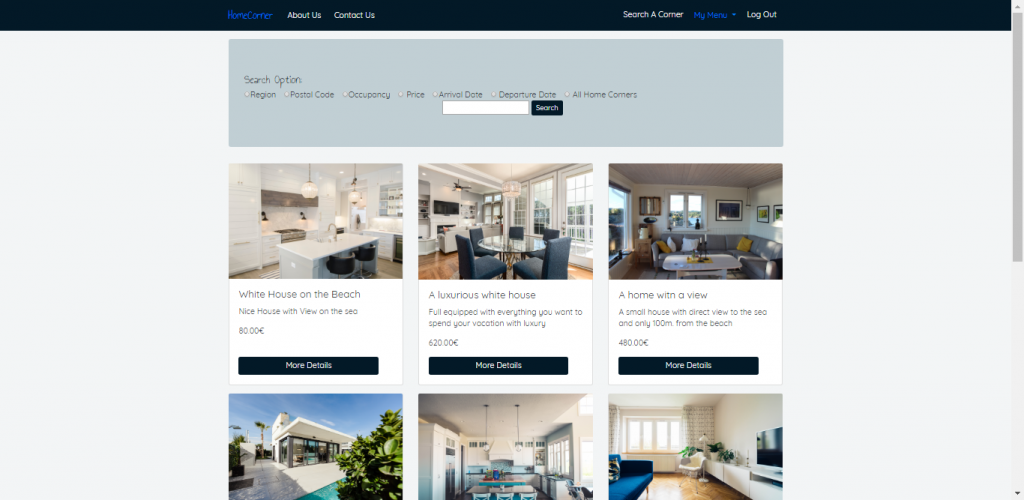 HomeCorner About Us Contact Us Search A Corner My Menu Log Out
Search Option:
Region Postal Code Occupancy Price Arrival Date Departure Date All Home Corners
Search
White House on the Beach
Nice House with View on the sea
80.00€
More Details
A luxurious white house
Full equipped with everything you want to
spend your vacation with luxury
620.00€
More Details
A home witn a view
A small house with direct view to the sea
and only 100m. from the beach
480.00€
More Details